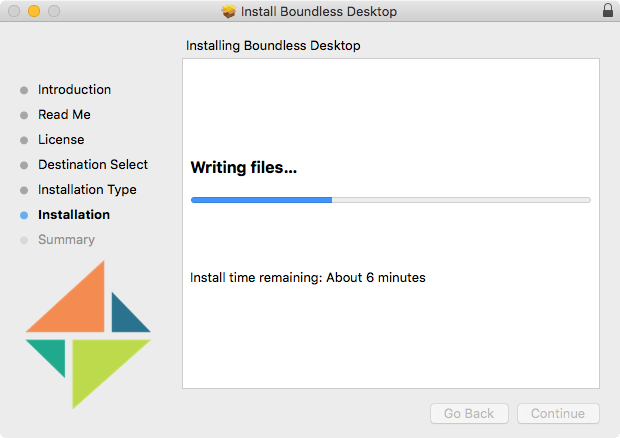 Install Boundless Desktop
Installing Boundless Desktop
Introduction
Read Me
License
Destination Select
Installation Type
Installation
Summary
Writing files...
Install time remaining: About 6 minutes
Go Back
Continue